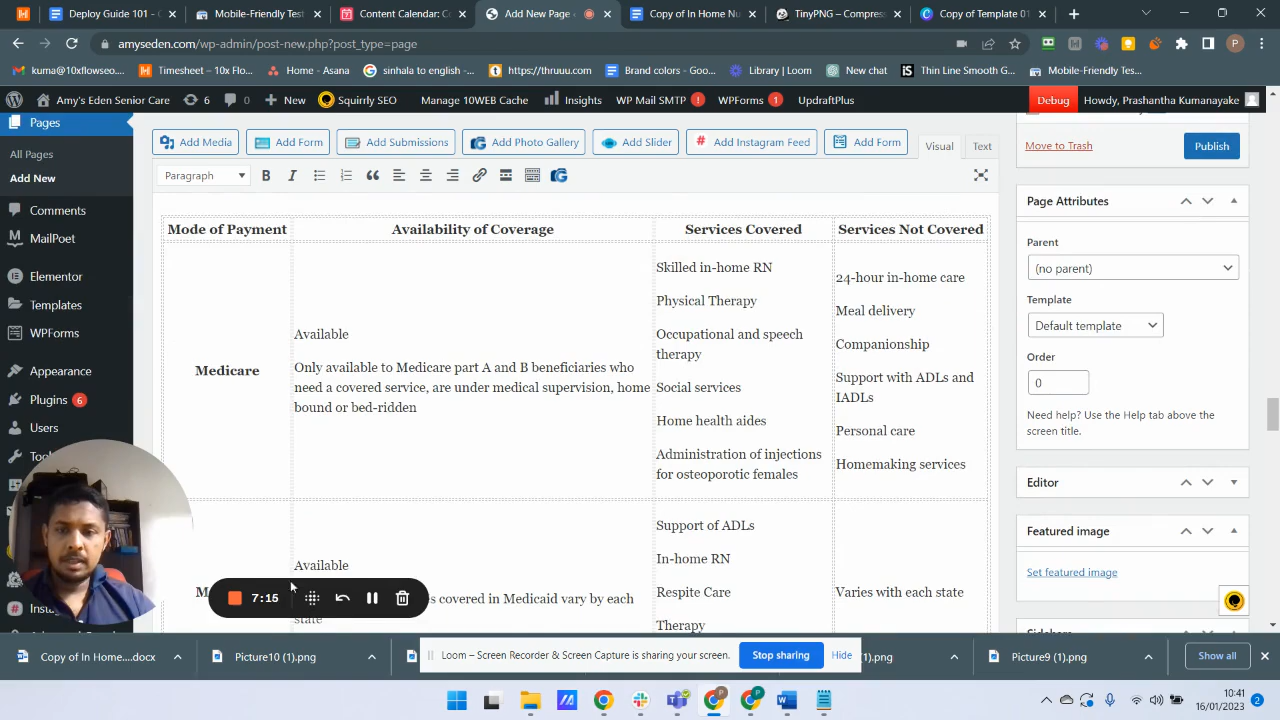 Deploy Guide 101 -
Mobile-Friendly Test
Content Calendar: Co
Add New Page ‹
Copy of In Home Nu
TinyPNG – Compress
Copy of Template 01
amyseden.com/wp-admin/post-new.php?post_type=page
P
kuma@10xflowseo...
Timesheet – 10x Flo...
Home - Asana
sinhala to english -...
https://thruuu.com
Brand colors - Goo...
Library | Loom
New chat
Thin Line Smooth G...
Mobile-Friendly Tes...
Amy's Eden Senior Care
6
0
New
Squirrly SEO
Manage 10WEB Cache
Insights
WP Mail SMTP !
WPForms 1
UpdraftPlus
Debug
Howdy, Prashantha Kumanayake
Pages
All Pages
Add New
Comments
MailPoet
Elementor
Templates
WPForms
Appearance
Plugins 6
Users
Add Media
Add Form
Add Submissions
Add Photo Gallery
Add Slider
Add Instagram Feed
Add Form
Visual
Text
Paragraph
Mode of Payment
Availability of Coverage
Services Covered
Services Not Covered
Medicare
Available
Only available to Medicare part A and B beneficiaries who
need a covered service, are under medical supervision, home
bound or bed-ridden
Skilled in-home RN
Physical Therapy
Occupational and speech
therapy
Social services
Home health aides
Administration of injections
for osteoporotic females
24-hour in-home care
Meal delivery
Companionship
Support with ADLs and
IADLs
Personal care
Homemaking services
Available
s covered in Medicaid vary by each
state
Support of ADLs
In-home RN
Respite Care
Therapy
Varies with each state
Move to Trash
Publish
Page Attributes
Parent
(no parent)
Template
Default template
Order
0
Need help? Use the Help tab above the
screen title.
Editor
Featured image
Set featured image
7:15
Copy of In Home....docx
Picture10 (1).png
Loom – Screen Recorder & Screen Capture is sharing your screen.
Stop sharing
Hide
(1).png
Picture9 (1).png
Show all
10:41
16/01/2023
2